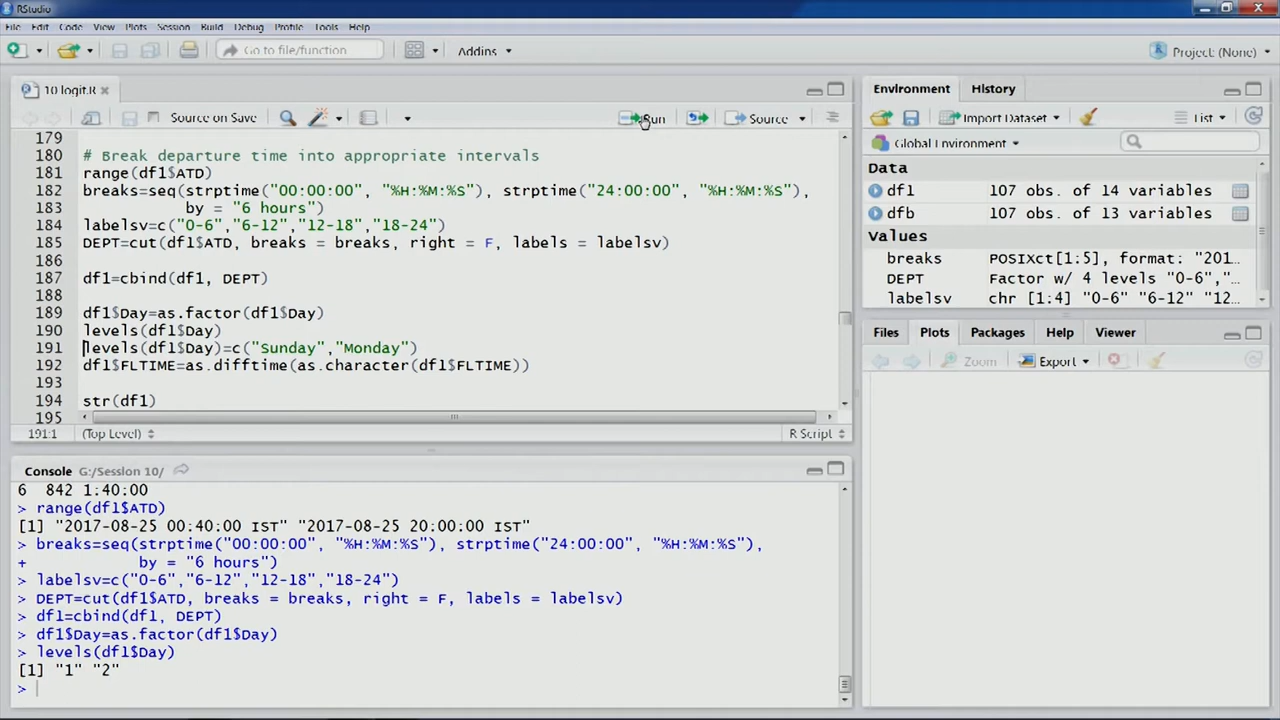 RStudio
File Edit Code View Plots Session Build Debug Profile Tools Help
Go to file/function
Addins
Project: (None)
10 logit.R
Source on Save
Run
Source
179
180 # Break departure time into appropriate intervals
181 range(df1$ATD)
182 breaks=seq(strptime("00:00:00", "%H:%M:%S"), strptime("24:00:00", "%H:%M:%S"),
183 by = "6 hours")
184 labelsv=c("0-6","6-12","12-18","18-24")
185 DEPT=cut(df1$ATD, breaks = breaks, right = F, labels = labelsv)
186
187 df1=cbind(df1, DEPT)
188
189 df1$Day=as.factor(df1$Day)
190 levels(df1$Day)
191 levels(df1$Day)=c("Sunday","Monday")
192 df1$FLTIME=as.difftime(as.character(df1$FLTIME))
193
194 str(df1)
195
191:1 (Top Level) R Script
Console G:/Session 10/
6 842 1:40:00
> range(df1$ATD)
[1] "2017-08-25 00:40:00 IST" "2017-08-25 20:00:00 IST"
> breaks=seq(strptime("00:00:00", "%H:%M:%S"), strptime("24:00:00", "%H:%M:%S"),
+ by = "6 hours")
> labelsv=c("0-6","6-12","12-18","18-24")
> DEPT=cut(df1$ATD, breaks = breaks, right = F, labels = labelsv)
> df1=cbind(df1, DEPT)
> df1$Day=as.factor(df1$Day)
> levels(df1$Day)
[1] "1" "2"
>
Environment History
Import Dataset List
Global Environment
Data
df1 107 obs. of 14 variables
dfb 107 obs. of 13 variables
Values
breaks POSIXct[1:5], format: "201…
DEPT Factor w/ 4 levels "0-6","…
labelsv chr [1:4] "0-6" "6-12" "12…
Files Plots Packages Help Viewer
Zoom Export